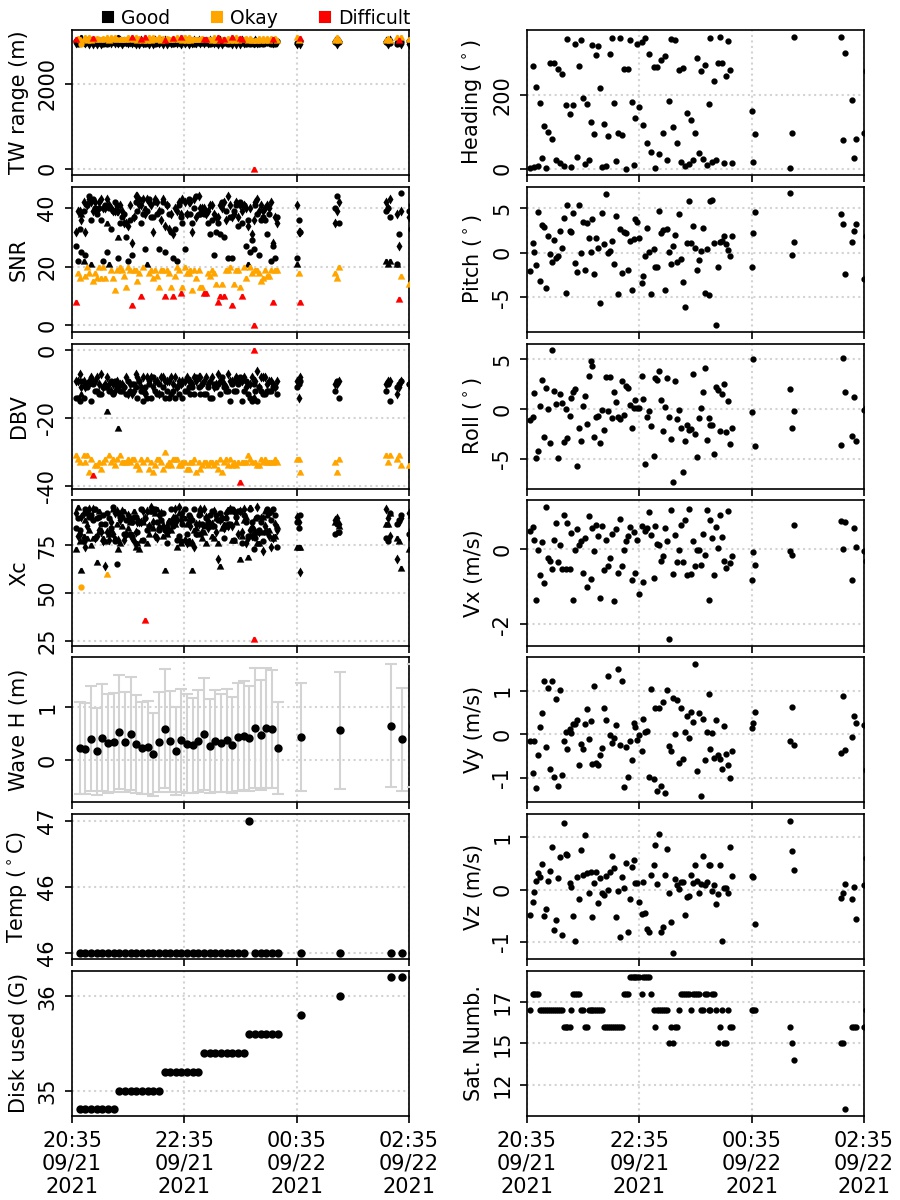 Good Okay Difficult
TW range (m)
2000
0
Heading (°)
200
0
SNR
40
20
0
Pitch (°)
5
0
-5
DBV
0
-20
-40
Roll (°)
5
0
-5
Xc
75
50
25
Vx (m/s)
0
-2
Wave H (m)
1
0
Vy (m/s)
1
0
-1
Temp (°C)
47
46
46
Vz (m/s)
1
0
-1
Disk used (G)
36
35
Sat. Numb.
17
15
12
20:35 22:35 00:35 02:35 20:35 22:35 00:35 02:35
09/21 09/21 09/22 09/22 09/21 09/21 09/22 09/22
2021 2021 2021 2021 2021 2021 2021 2021